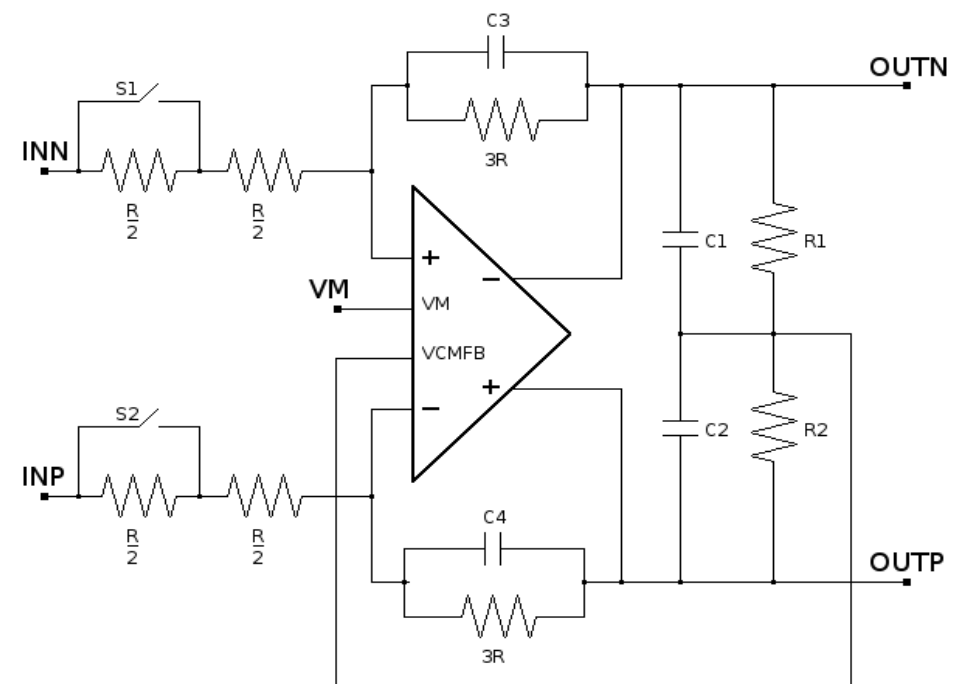 C3
OUTN
S1
3R
INN
R
2
R
2
+
−
C1
R1
VM
VM
VCMFB
+
S2
−
C2
R2
INP
R
2
R
2
C4
OUTP
3R